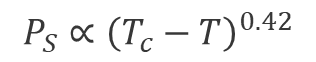 P_S ∝ (T_c − T)^{0.42}